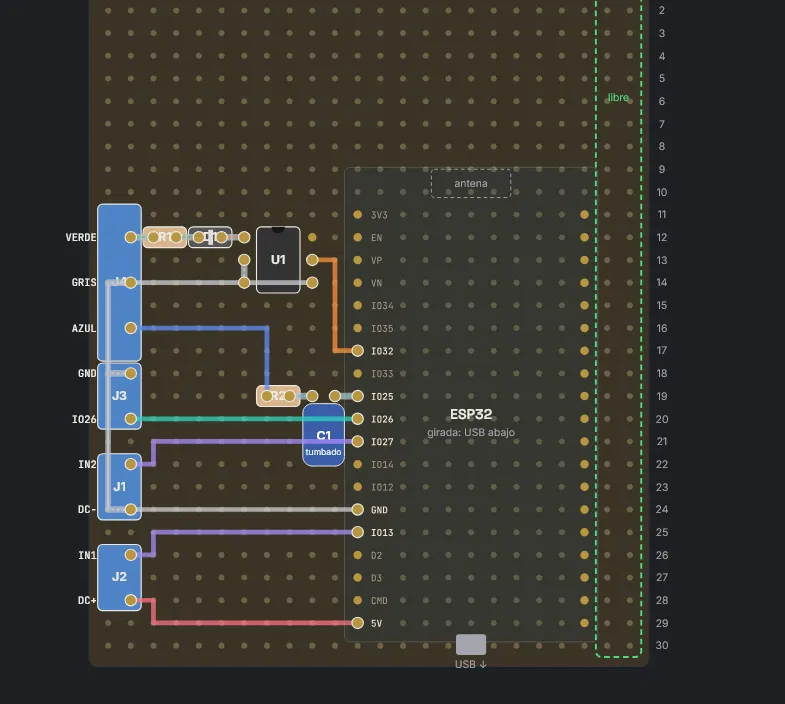 2
3
4
5
libre
6
7
8
9
antena
10
3V3
11
VERDE
R1
D1
EN
12
U1
VP
13
GRIS
J4
VN
14
IO34
15
AZUL
IO35
16
IO32
17
GND
IO33
18
J3
R2
IO25
19
IO26
C1
tumbado
IO26
ESP32
girada: USB abajo
20
IO27
21
IN2
IO14
22
J1
IO12
23
DC-
GND
24
IO13
25
IN1
D2
26
J2
D3
27
DC+
CMD
28
5V
29
30
USB ↓